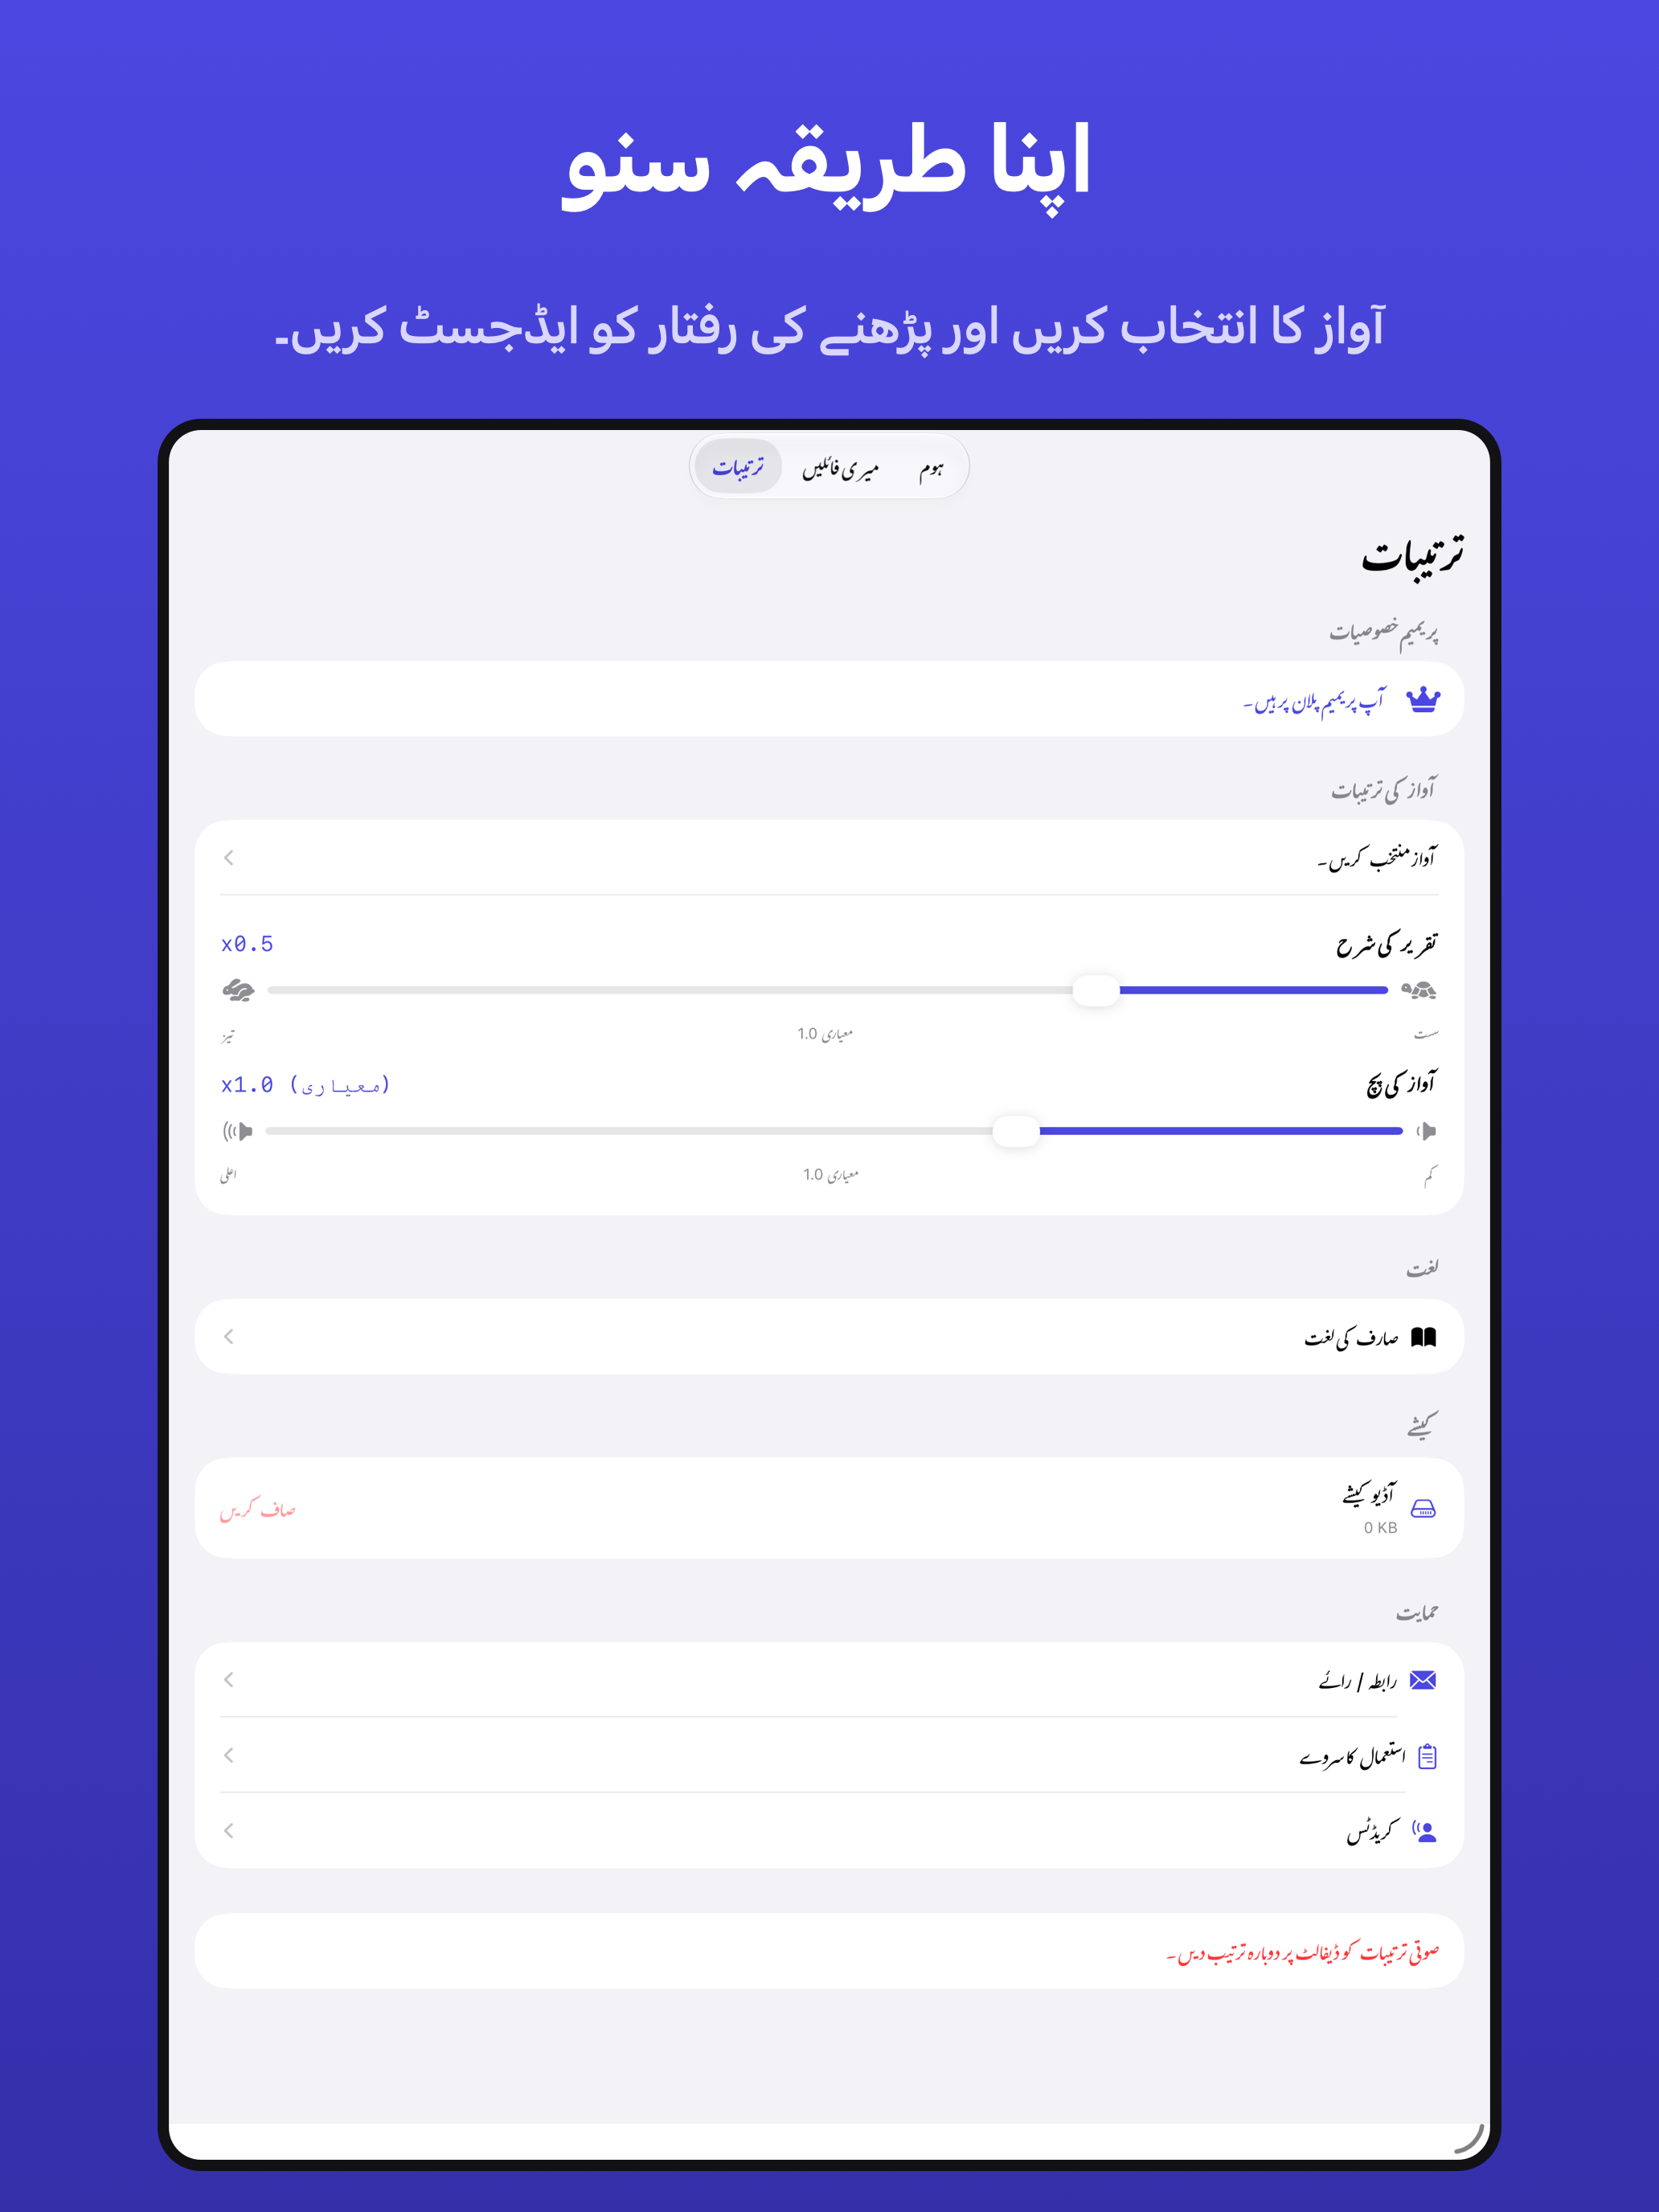 اپنا طریقہ سنو
آواز کا انتخاب کریں اور پڑھنے کی رفتار کو ایڈجسٹ کریں۔
ہوم
میری فائلیں
ترتیبات
ترتیبات
پریمیم خصوصیات
آپ پریمیم پلان پر ہیں۔
آواز کی ترتیبات
آواز منتخب کریں۔
تقریر کی شرح
x0.5
سست
معیاری 1.0
تیز
آواز کی پچ
x1.0 (معیاری)
کم
معیاری 1.0
اعلی
لغت
صارف کی لغت
کیشے
آڈیو کیشے
0 KB
صاف کریں
حمایت
رابطہ / رائے
استعمال کا سروے
کریڈٹس
صوتی ترتیبات کو ڈیفالٹ پر دوبارہ ترتیب دیں۔